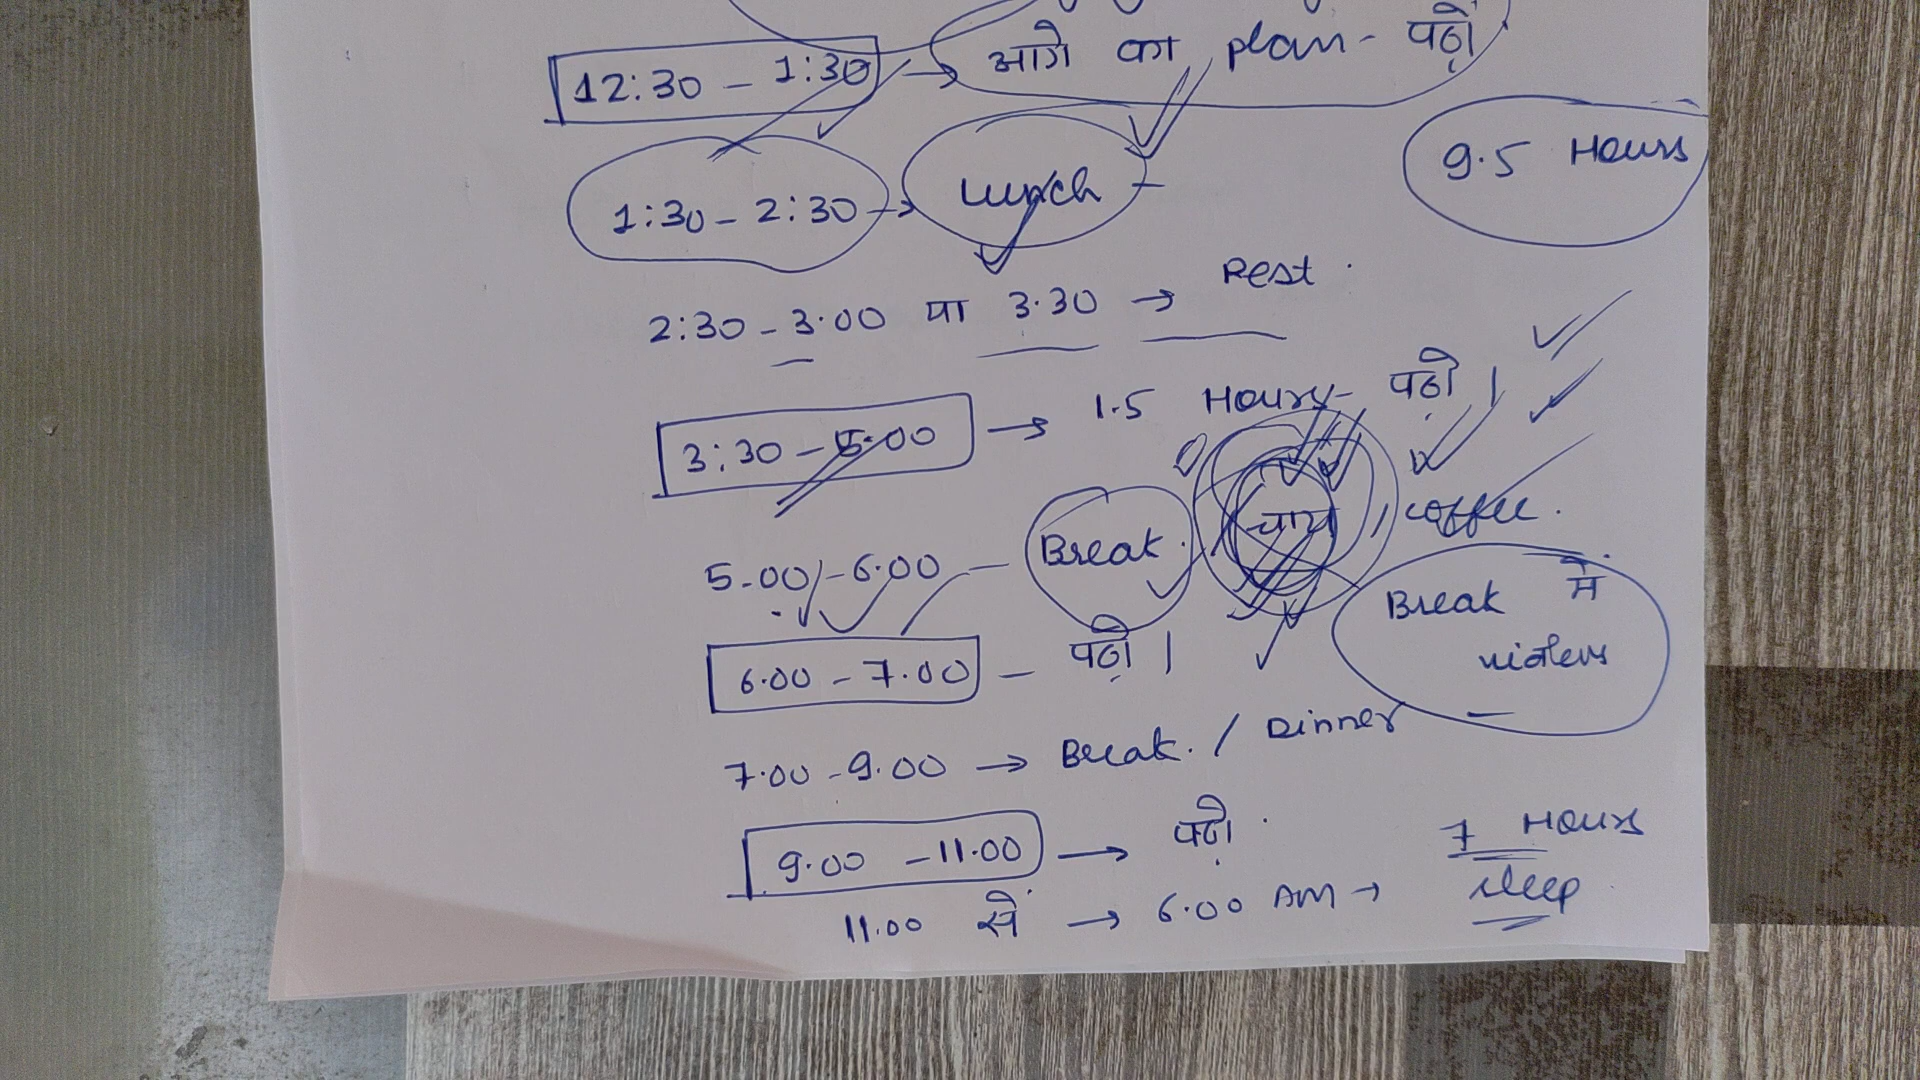 12:30 - 1:30 → आगे का plan - पढ़ो
1:30 - 2:30 → Lunch -
9.5 Hours
2:30 - 3.00 या 3.30 → Rest.
3:30 - 5.00 → 1.5 Hours - पढ़ो।
5.00 - 6.00 - Break. चाय / coffee.
Break में
6.00 - 7.00 - पढ़ो।
7.00 - 9.00 → Break. / Dinner
9.00 - 11.00 → पढ़ो.
7 Hours
11.00 से → 6.00 AM → sleep